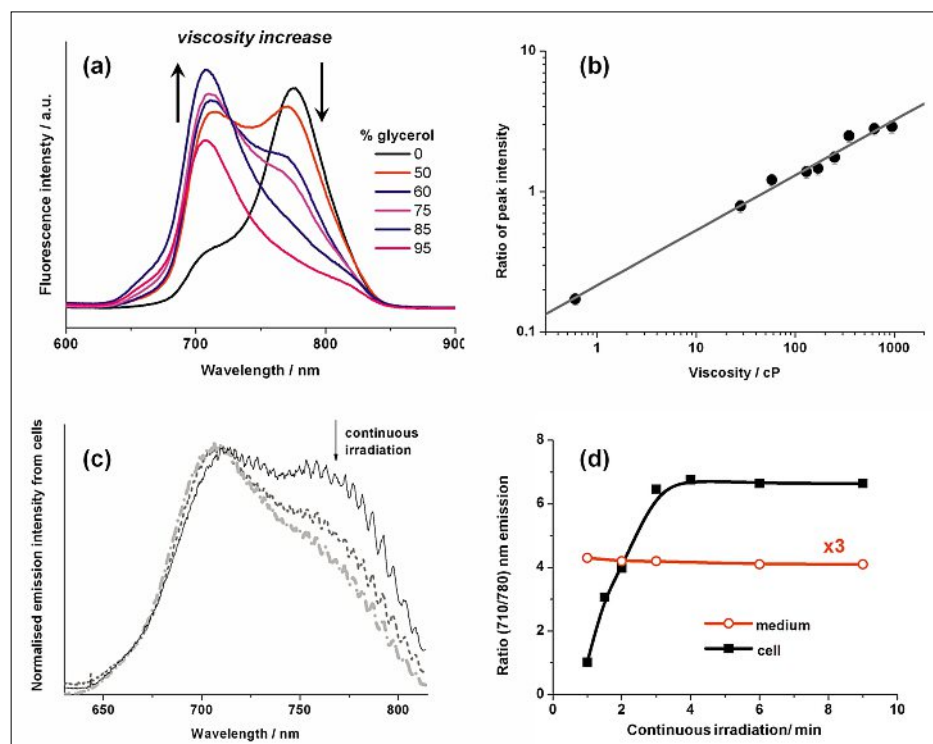 viscosity increase
(a)
Fluorescence intensty / a.u.
% glycerol
0
50
60
75
85
95
600
700
800
900
Wavelength / nm
(b)
Ratio of peak intensity
10
1
0.1
1
10
100
1000
Viscosity / cP
(c)
Normalised emission intensity from cells
continuous
irradiation
650
700
750
800
Wavelength / nm
(d)
Ratio (710/780) nm emission
8
6
4
2
0
x3
medium
cell
0
2
4
6
8
10
Continuous irradiation/ min